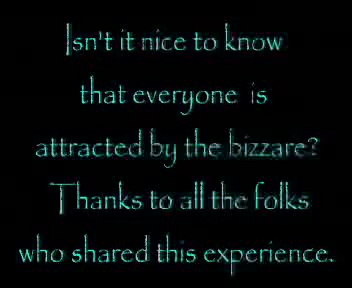 Isn't it nice to know
that everyone is
attracted by the bizzare?
Thanks to all the folks
who shared this experience.